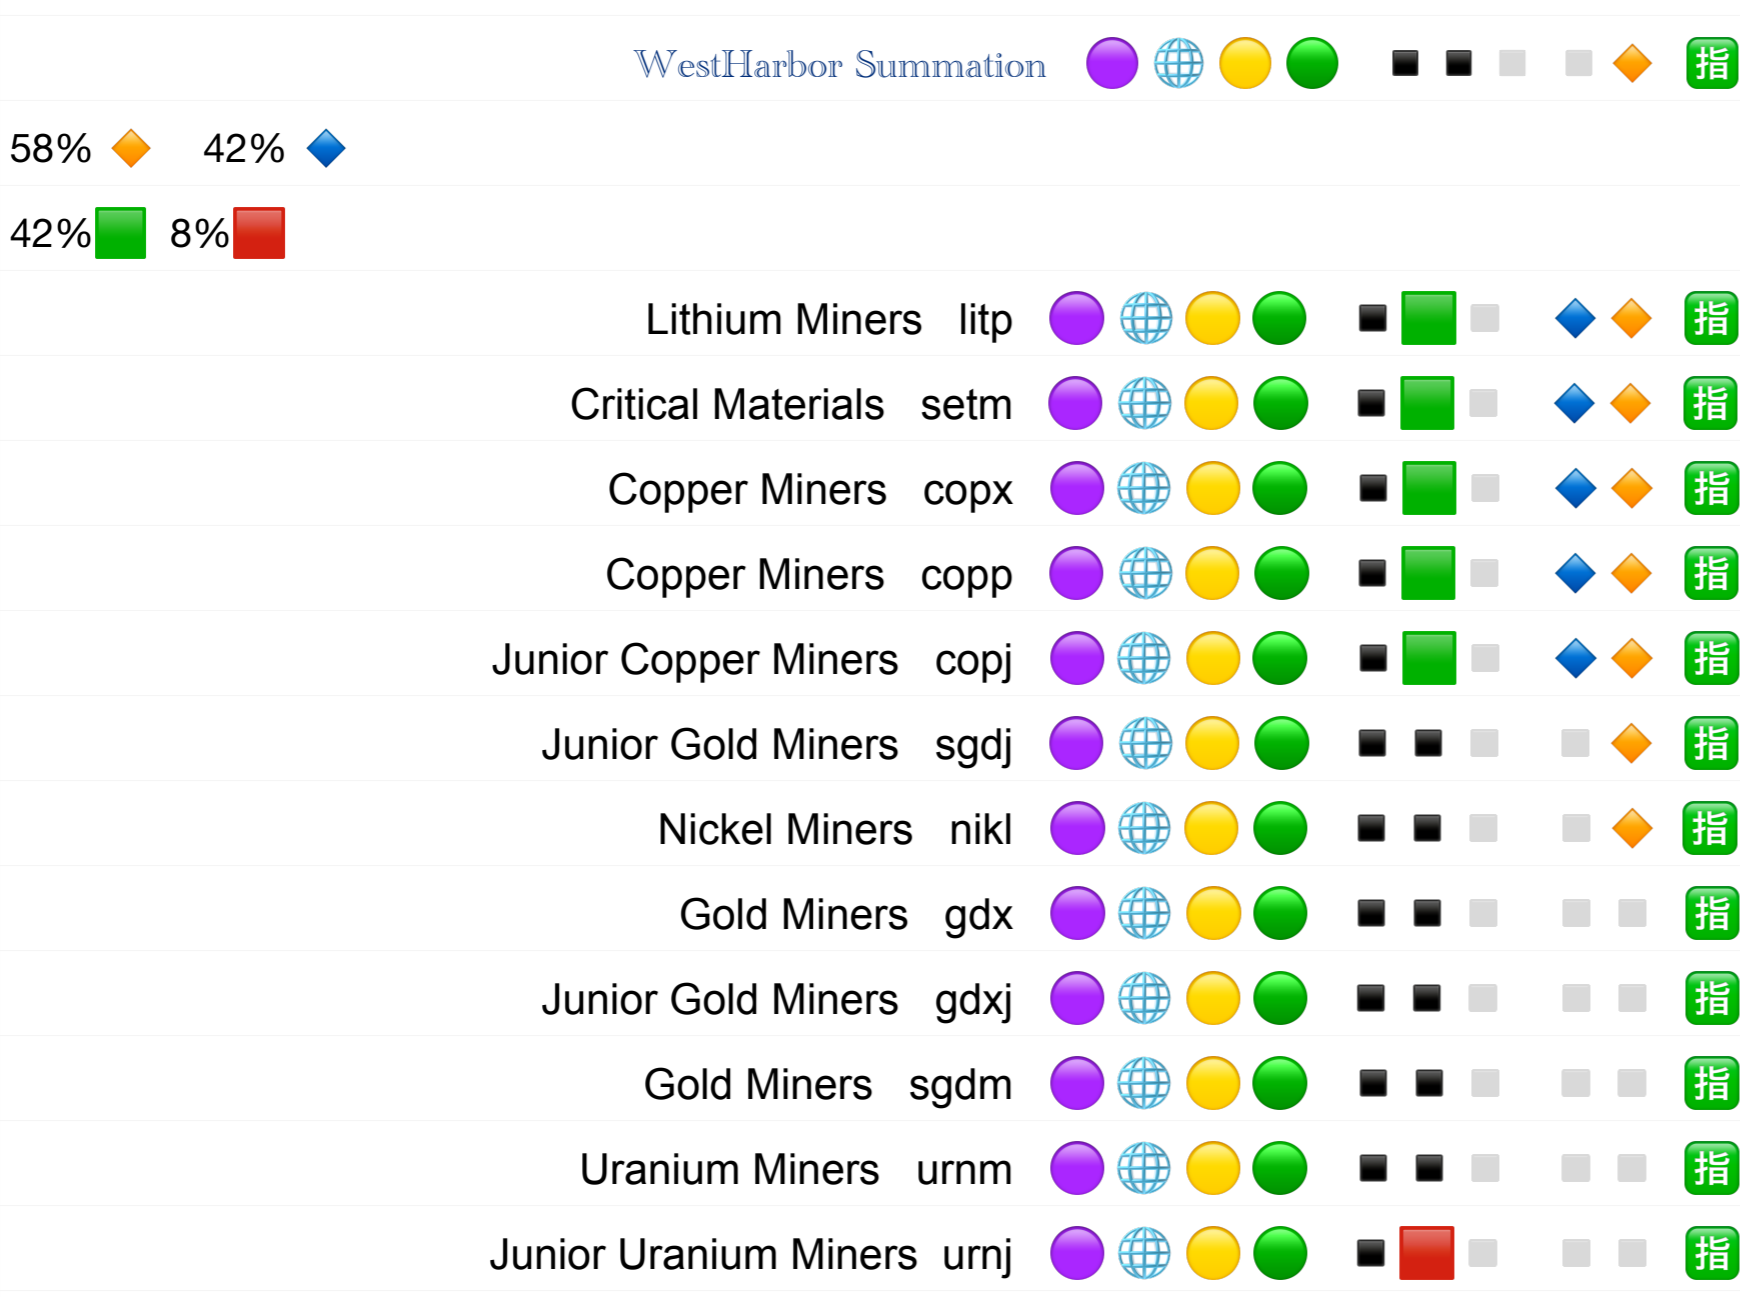 WestHarbor Summation 指
58% 42%
42% 8%
Lithium Miners litp 指
Critical Materials setm 指
Copper Miners copx 指
Copper Miners copp 指
Junior Copper Miners copj 指
Junior Gold Miners sgdj 指
Nickel Miners nikl 指
Gold Miners gdx 指
Junior Gold Miners gdxj 指
Gold Miners sgdm 指
Uranium Miners urnm 指
Junior Uranium Miners urnj 指